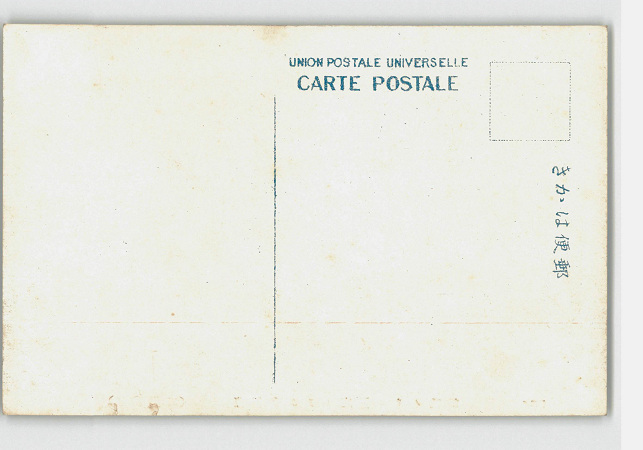 UNION POSTALE UNIVERSELLE
CARTE POSTALE
きかは便郵